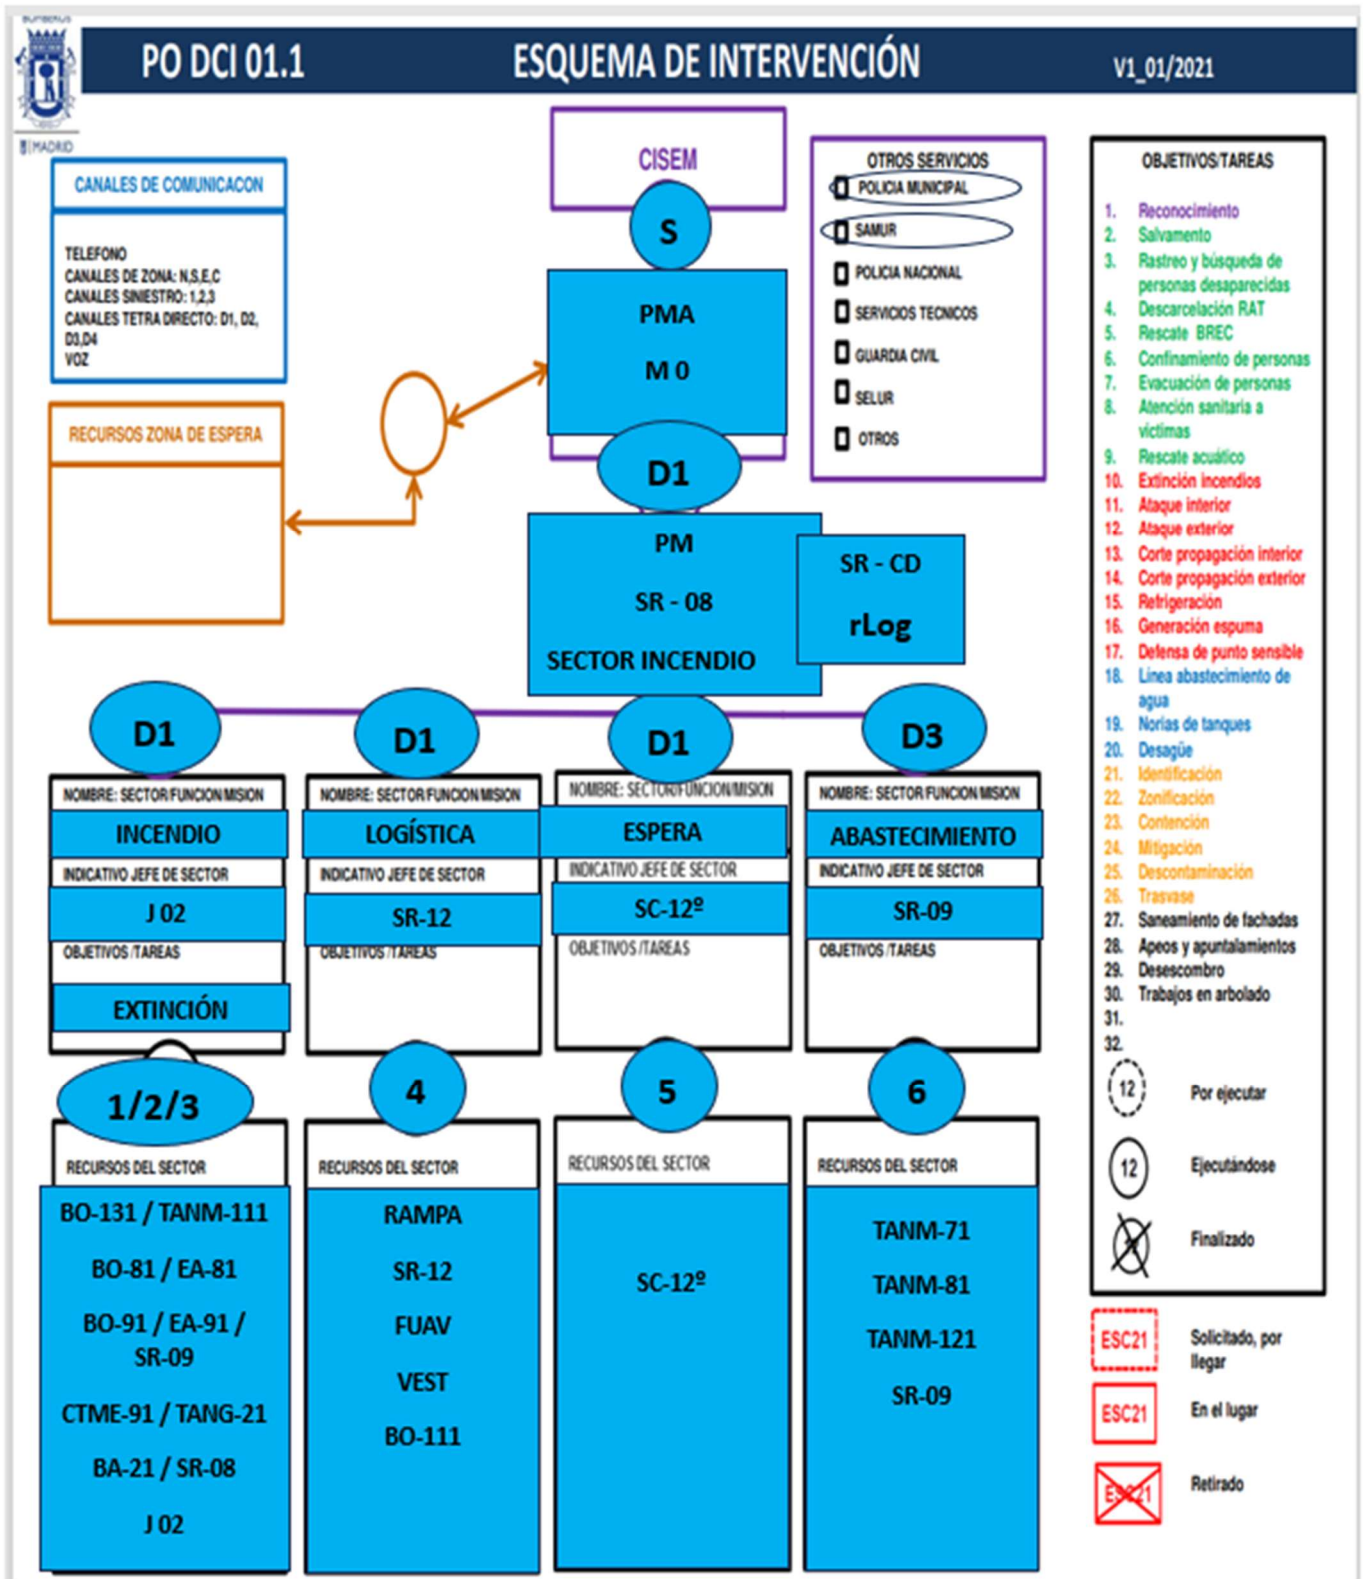 BOMBEROS
MADRID
PO DCI 01.1
ESQUEMA DE INTERVENCIÓN
V1_01/2021
CANALES DE COMUNICACON
TELEFONO
CANALES DE ZONA: N,S,E,C
CANALES SINIESTRO: 1,2,3
CANALES TETRA DIRECTO: D1, D2,
D3,D4
VOZ
RECURSOS ZONA DE ESPERA
CISEM
S
PMA
M 0
D1
PM
SR - 08
SECTOR INCENDIO
SR - CD
rLog
OTROS SERVICIOS
POLICIA MUNICIPAL
SAMUR
POLICIA NACIONAL
SERVICIOS TECNICOS
GUARDIA CIVIL
SELUR
OTROS
D1
NOMBRE: SECTOR/FUNCION/MISION
INCENDIO
INDICATIVO JEFE DE SECTOR
J 02
OBJETIVOS /TAREAS
EXTINCIÓN
1/2/3
RECURSOS DEL SECTOR
BO-131 / TANM-111
BO-81 / EA-81
BO-91 / EA-91 /
SR-09
CTME-91 / TANG-21
BA-21 / SR-08
J 02
D1
NOMBRE: SECTOR/FUNCION/MISION
LOGÍSTICA
INDICATIVO JEFE DE SECTOR
SR-12
OBJETIVOS /TAREAS
4
RECURSOS DEL SECTOR
RAMPA
SR-12
FUAV
VEST
BO-111
D1
NOMBRE: SECTOR/FUNCION/MISION
ESPERA
INDICATIVO JEFE DE SECTOR
SC-12º
OBJETIVOS /TAREAS
5
RECURSOS DEL SECTOR
SC-12º
D3
NOMBRE: SECTOR/FUNCION/MISION
ABASTECIMIENTO
INDICATIVO JEFE DE SECTOR
SR-09
OBJETIVOS /TAREAS
6
RECURSOS DEL SECTOR
TANM-71
TANM-81
TANM-121
SR-09
OBJETIVOS/TAREAS
1. Reconocimiento
2. Salvamento
3. Rastreo y búsqueda de
personas desaparecidas
4. Descarcelación RAT
5. Rescate BREC
6. Confinamiento de personas
7. Evacuación de personas
8. Atención sanitaria a
víctimas
9. Rescate acuático
10. Extinción incendios
11. Ataque interior
12. Ataque exterior
13. Corte propagación interior
14. Corte propagación exterior
15. Refrigeración
16. Generación espuma
17. Defensa de punto sensible
18. Línea abastecimiento de
agua
19. Norias de tanques
20. Desagüe
21. Identificación
22. Zonificación
23. Contención
24. Mitigación
25. Descontaminación
26. Trasvase
27. Saneamiento de fachadas
28. Apeos y apuntalamientos
29. Desescombro
30. Trabajos en arbolado
31.
32.
12 Por ejecutar
12 Ejecutándose
Finalizado
ESC21 Solicitado, por
llegar
ESC21 En el lugar
ESC21 Retirado